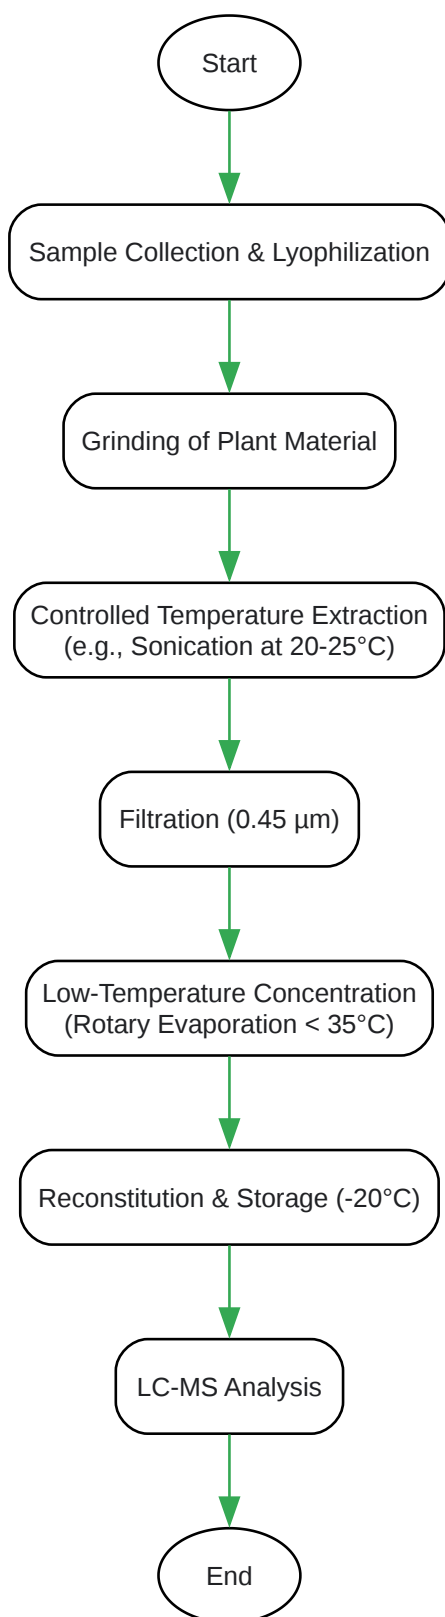 Start
Sample Collection & Lyophilization
Grinding of Plant Material
Controlled Temperature Extraction
(e.g., Sonication at 20-25°C)
Filtration (0.45 µm)
Low-Temperature Concentration
(Rotary Evaporation < 35°C)
Reconstitution & Storage (-20°C)
LC-MS Analysis
End